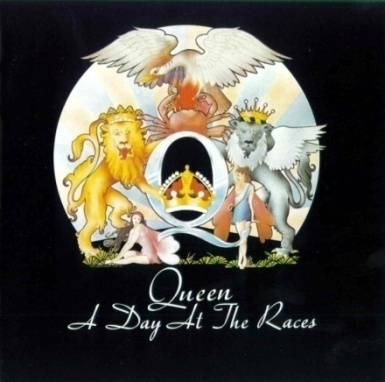 Q
Queen
A Day At The Races